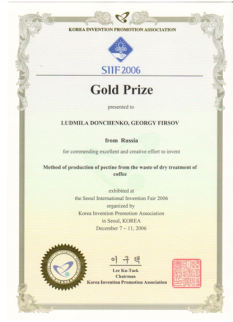 KOREA INVENTION PROMOTION ASSOCIATION
SIIF 2006
Gold Prize
presented to
LUDMILA DONCHENKO, GEORGY FIRSOV
from Russia
for commending excellent and creative effort to invent
Method of production of pectine from the waste of dry treatment of
coffee
exhibited at
the Seoul International Invention Fair 2006
organized by
Korea Invention Promotion Association
in Seoul, KOREA
December 7 – 11, 2006
이 구 택
Lee Ku-Taek
Chairman
Korea Invention Promotion Association